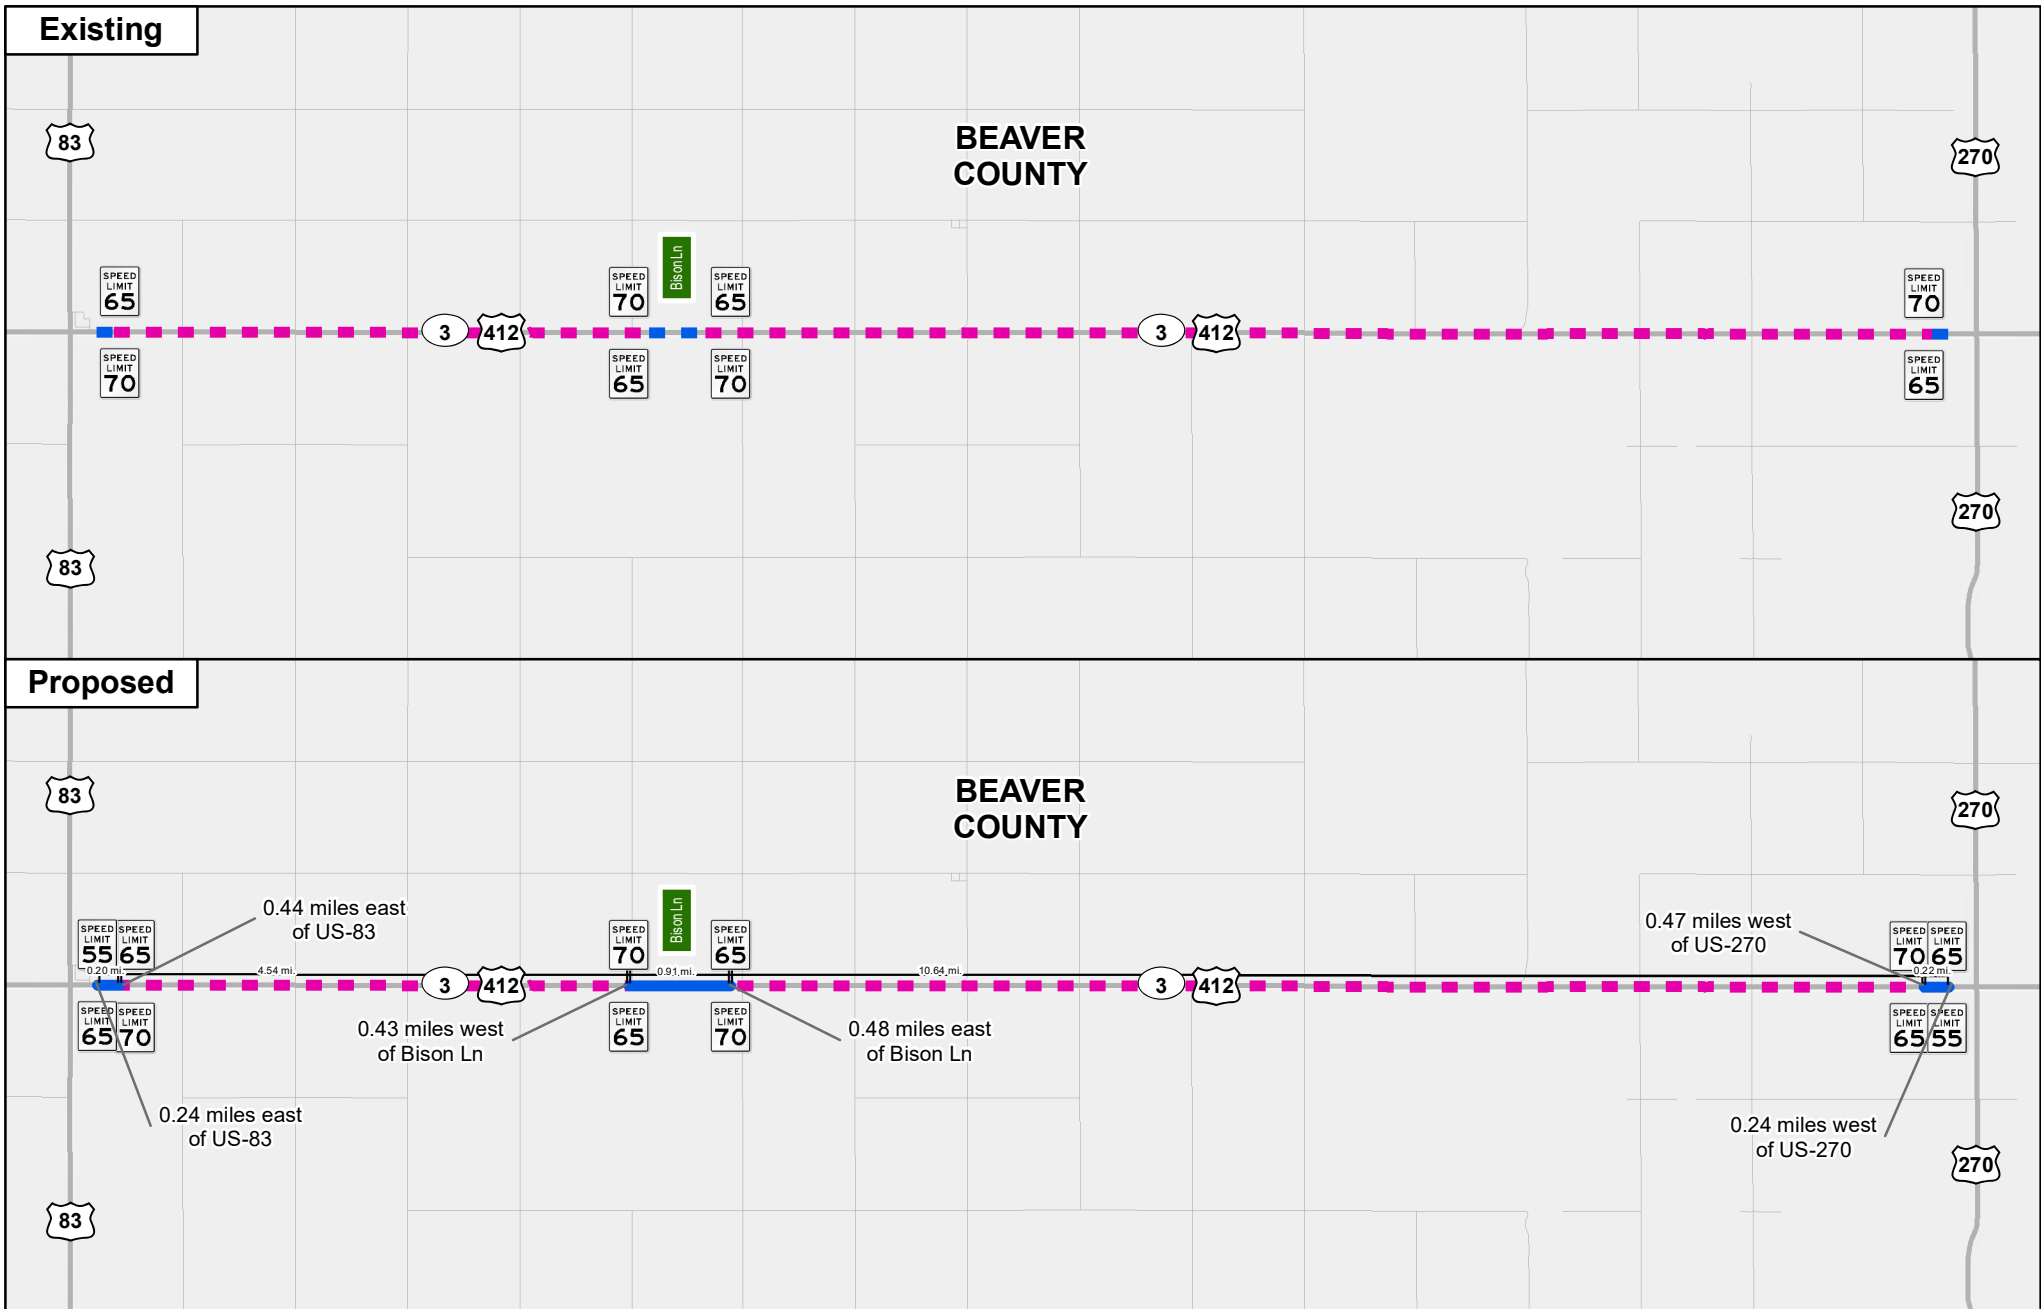 Existing
BEAVER
COUNTY
83
270
Bison Ln
SPEED
LIMIT
65
SPEED
LIMIT
70
SPEED
LIMIT
65
SPEED
LIMIT
70
3
412
3
412
SPEED
LIMIT
70
SPEED
LIMIT
65
SPEED
LIMIT
70
SPEED
LIMIT
65
270
83
Proposed
BEAVER
COUNTY
83
270
Bison Ln
0.44 miles east
of US-83
0.47 miles west
of US-270
SPEED
LIMIT
55
SPEED
LIMIT
65
SPEED
LIMIT
70
SPEED
LIMIT
65
SPEED
LIMIT
70
SPEED
LIMIT
65
0.20 mi.
4.54 mi.
0.91 mi.
10.64 mi.
0.22 mi.
3
412
3
412
SPEED
LIMIT
65
SPEED
LIMIT
70
SPEED
LIMIT
65
SPEED
LIMIT
70
SPEED
LIMIT
65
SPEED
LIMIT
55
0.43 miles west
of Bison Ln
0.48 miles east
of Bison Ln
0.24 miles east
of US-83
0.24 miles west
of US-270
270
83